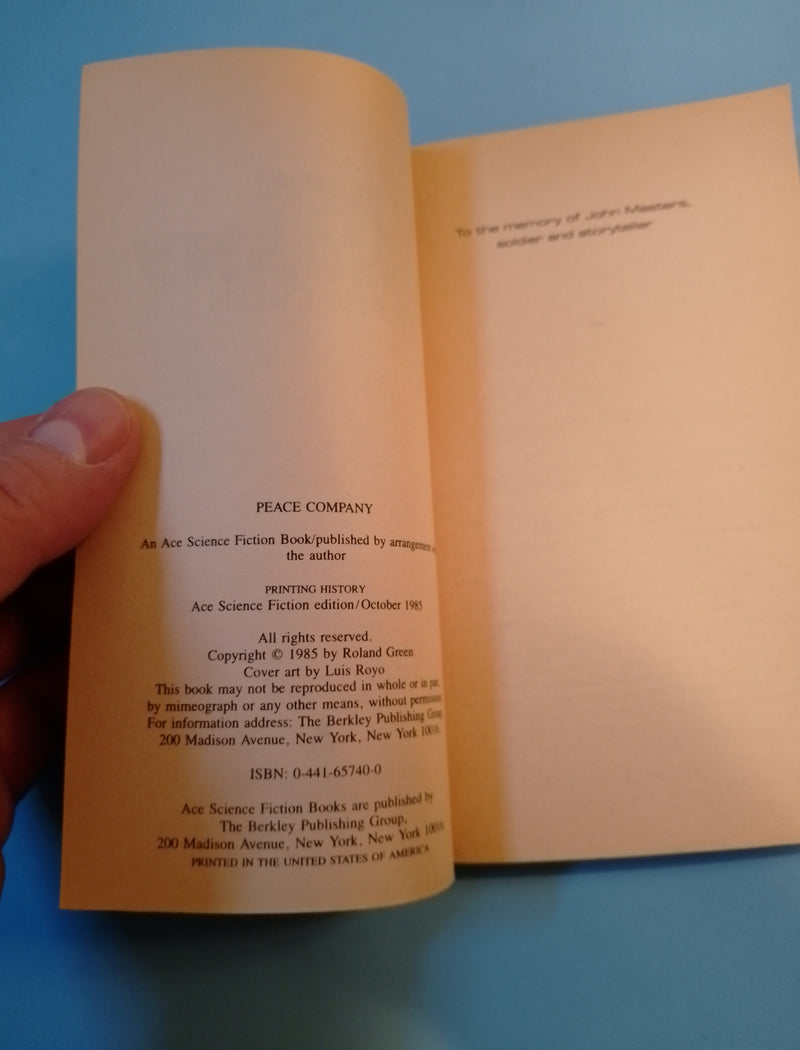 PEACE COMPANY
An Ace Science Fiction Book/published by arrangement
the author
PRINTING HISTORY
Ace Science Fiction edition/October 1985
All rights reserved.
Copyright © 1985 by Roland Green
Cover art by Luis Royo
This book may not be reproduced in whole or in part,
by mimeograph or any other means, without permission
For information address: The Berkley Publishing Group
200 Madison Avenue, New York, New York 10016.
ISBN: 0-441-65740-0
Ace Science Fiction Books are published by
The Berkley Publishing Group,
200 Madison Avenue, New York, New York 10016.
PRINTED IN THE UNITED STATES OF AMERICA
To the memory of John Masters,
soldier and storyteller